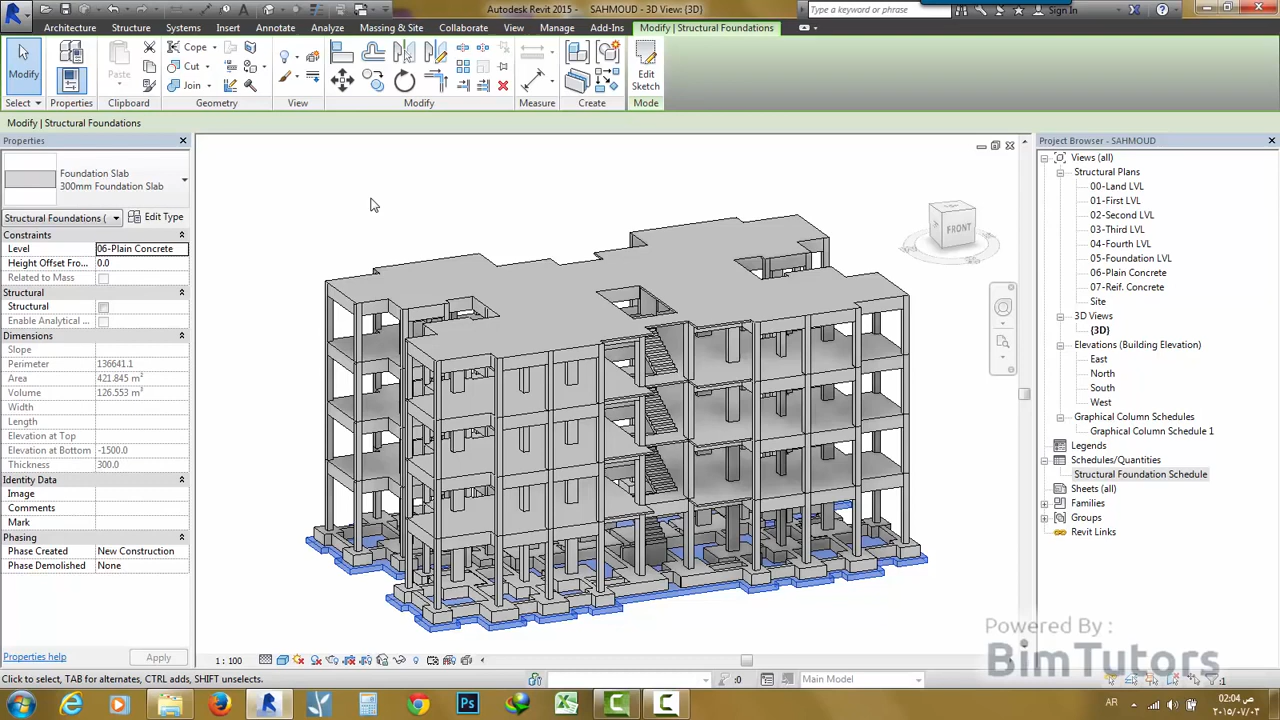 Autodesk Revit 2015 - SAHMOUD - 3D View: {3D}
Type a keyword or phrase
Sign In
Architecture Structure Systems Insert Annotate Analyze Massing & Site Collaborate View Manage Add-Ins Modify | Structural Foundations
Modify
Paste
Cope
Cut
Join
Edit
Sketch
Select Properties Clipboard Geometry View Modify Measure Create Mode
Modify | Structural Foundations
Properties
Foundation Slab
300mm Foundation Slab
Structural Foundations (
Edit Type
Constraints
Level 06-Plain Concrete
Height Offset Fro... 0.0
Related to Mass
Structural
Structural
Enable Analytical ...
Dimensions
Slope
Perimeter 136641.1
Area 421.845 m²
Volume 126.553 m³
Width
Length
Elevation at Top
Elevation at Bottom -1500.0
Thickness 300.0
Identity Data
Image
Comments
Mark
Phasing
Phase Created New Construction
Phase Demolished None
Properties help
Apply
FRONT
Project Browser - SAHMOUD
Views (all)
Structural Plans
00-Land LVL
01-First LVL
02-Second LVL
03-Third LVL
04-Fourth LVL
05-Foundation LVL
06-Plain Concrete
07-Reif. Concrete
Site
3D Views
{3D}
Elevations (Building Elevation)
East
North
South
West
Graphical Column Schedules
Graphical Column Schedule 1
Legends
Schedules/Quantities
Structural Foundation Schedule
Sheets (all)
Families
Groups
Revit Links
Powered By :
BimTutors
1 : 100
Click to select, TAB for alternates, CTRL adds, SHIFT unselects.
:0
Main Model
:1
Ps
AR
02:04 ص
٢٠١٥/٠٧/٠٣